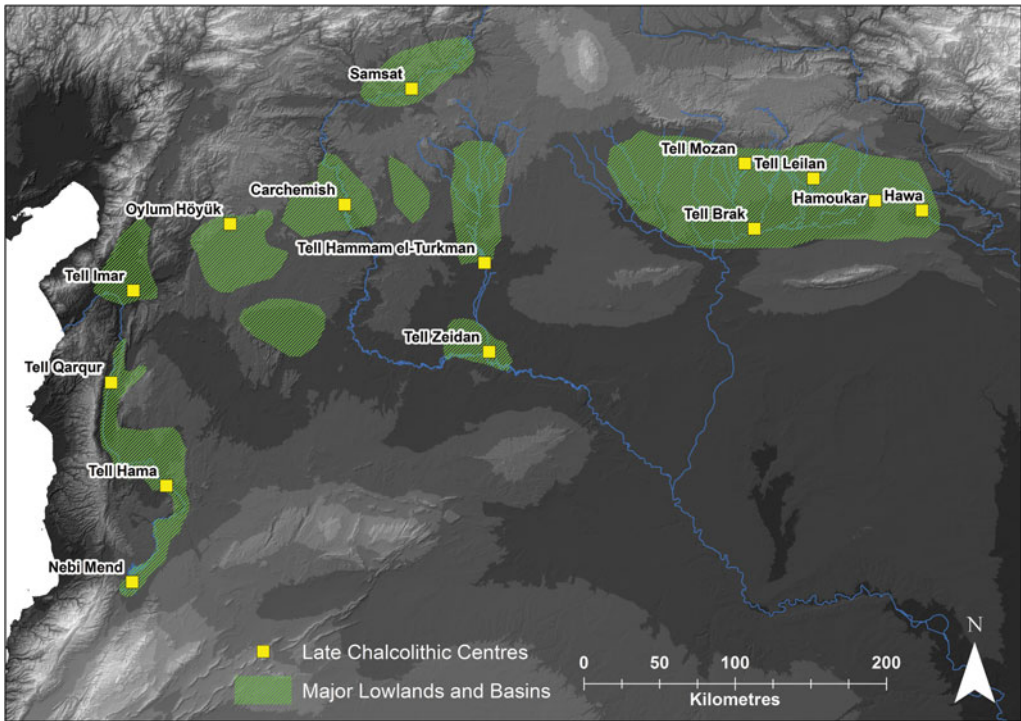 Samsat
Tell Mozan
Tell Leilan
Carchemish
Hamoukar
Hawa
Oylum Höyük
Tell Brak
Tell Hammam el-Turkman
Tell Imar
Tell Zeidan
Tell Qarqur
Tell Hama
Nebi Mend
N
Late Chalcolithic Centres
Major Lowlands and Basins
0 50 100 200
Kilometres